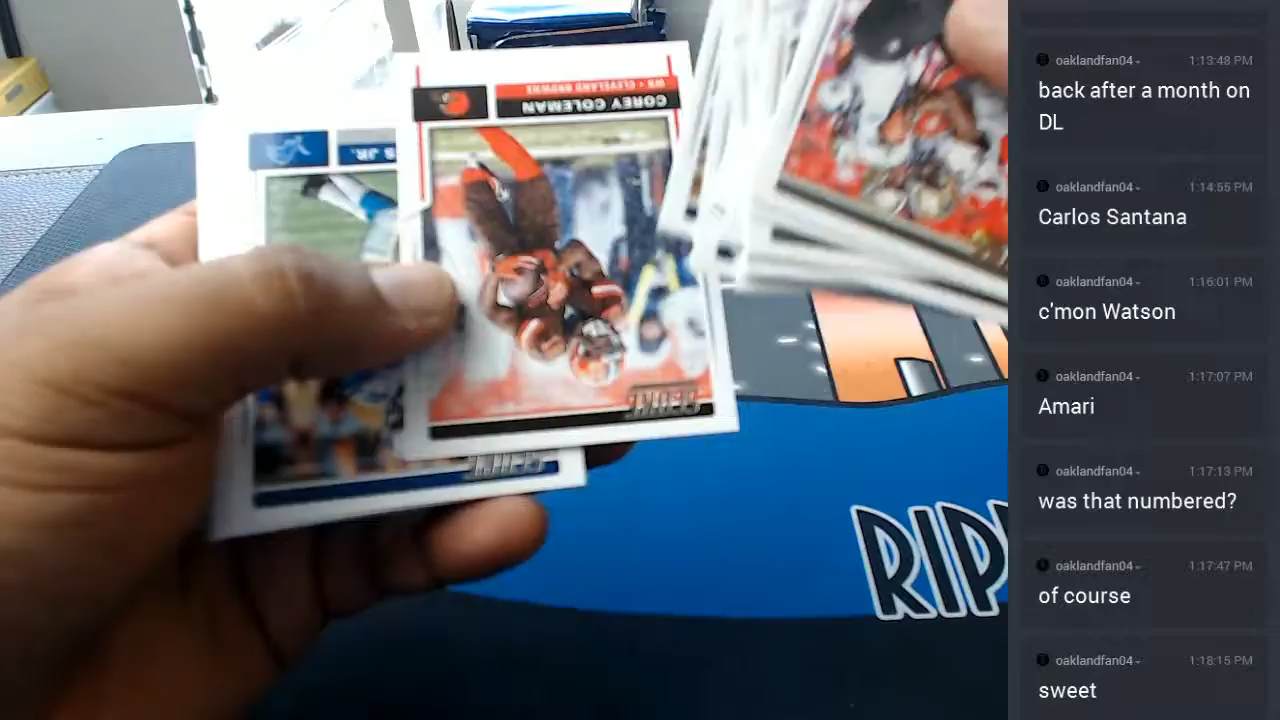 WR • CLEVELAND BROWNS
COREY COLEMAN
S JR.
SCORE
SCORE
RIP
oaklandfan04 1:13:48 PM
back after a month on
DL
oaklandfan04 1:14:55 PM
Carlos Santana
oaklandfan04 1:16:01 PM
c'mon Watson
oaklandfan04 1:17:07 PM
Amari
oaklandfan04 1:17:13 PM
was that numbered?
oaklandfan04 1:17:47 PM
of course
oaklandfan04 1:18:15 PM
sweet